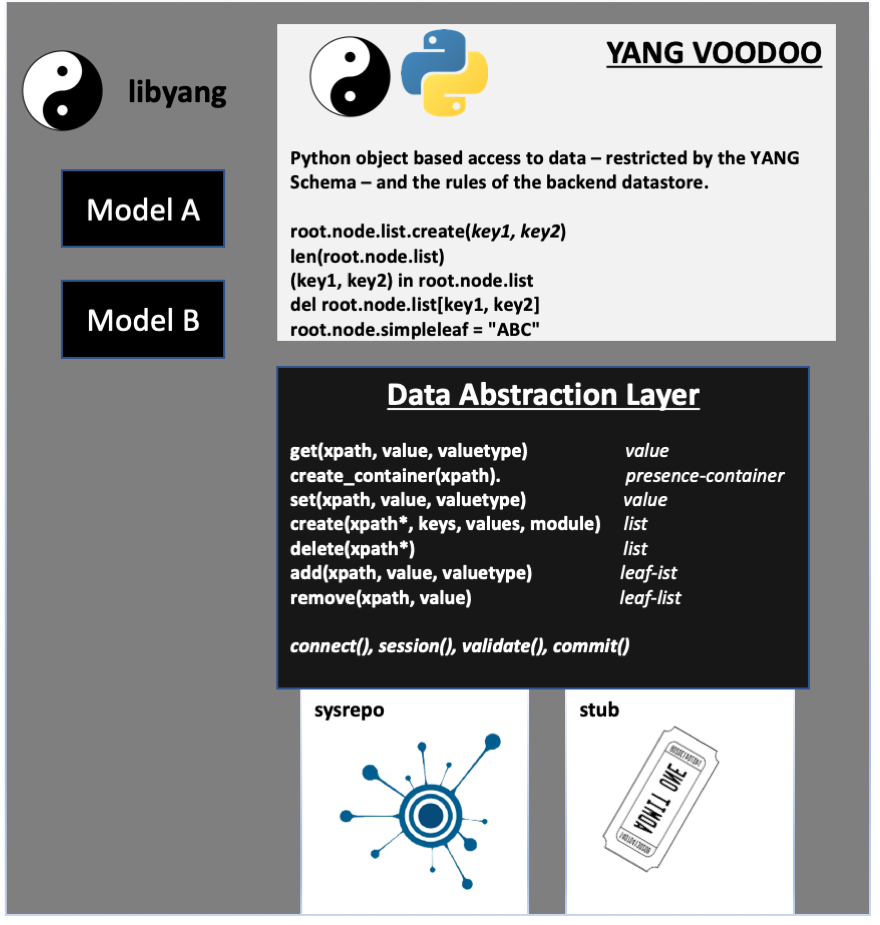 libyang
Model A
Model B
YANG VOODOO
Python object based access to data – restricted by the YANG
Schema – and the rules of the backend datastore.
root.node.list.create(key1, key2)
len(root.node.list)
(key1, key2) in root.node.list
del root.node.list[key1, key2]
root.node.simpleleaf = "ABC"
Data Abstraction Layer
get(xpath, value, valuetype) value
create_container(xpath). presence-container
set(xpath, value, valuetype) value
create(xpath*, keys, values, module) list
delete(xpath*) list
add(xpath, value, valuetype) leaf-ist
remove(xpath, value) leaf-list
connect(), session(), validate(), commit()
sysrepo
stub